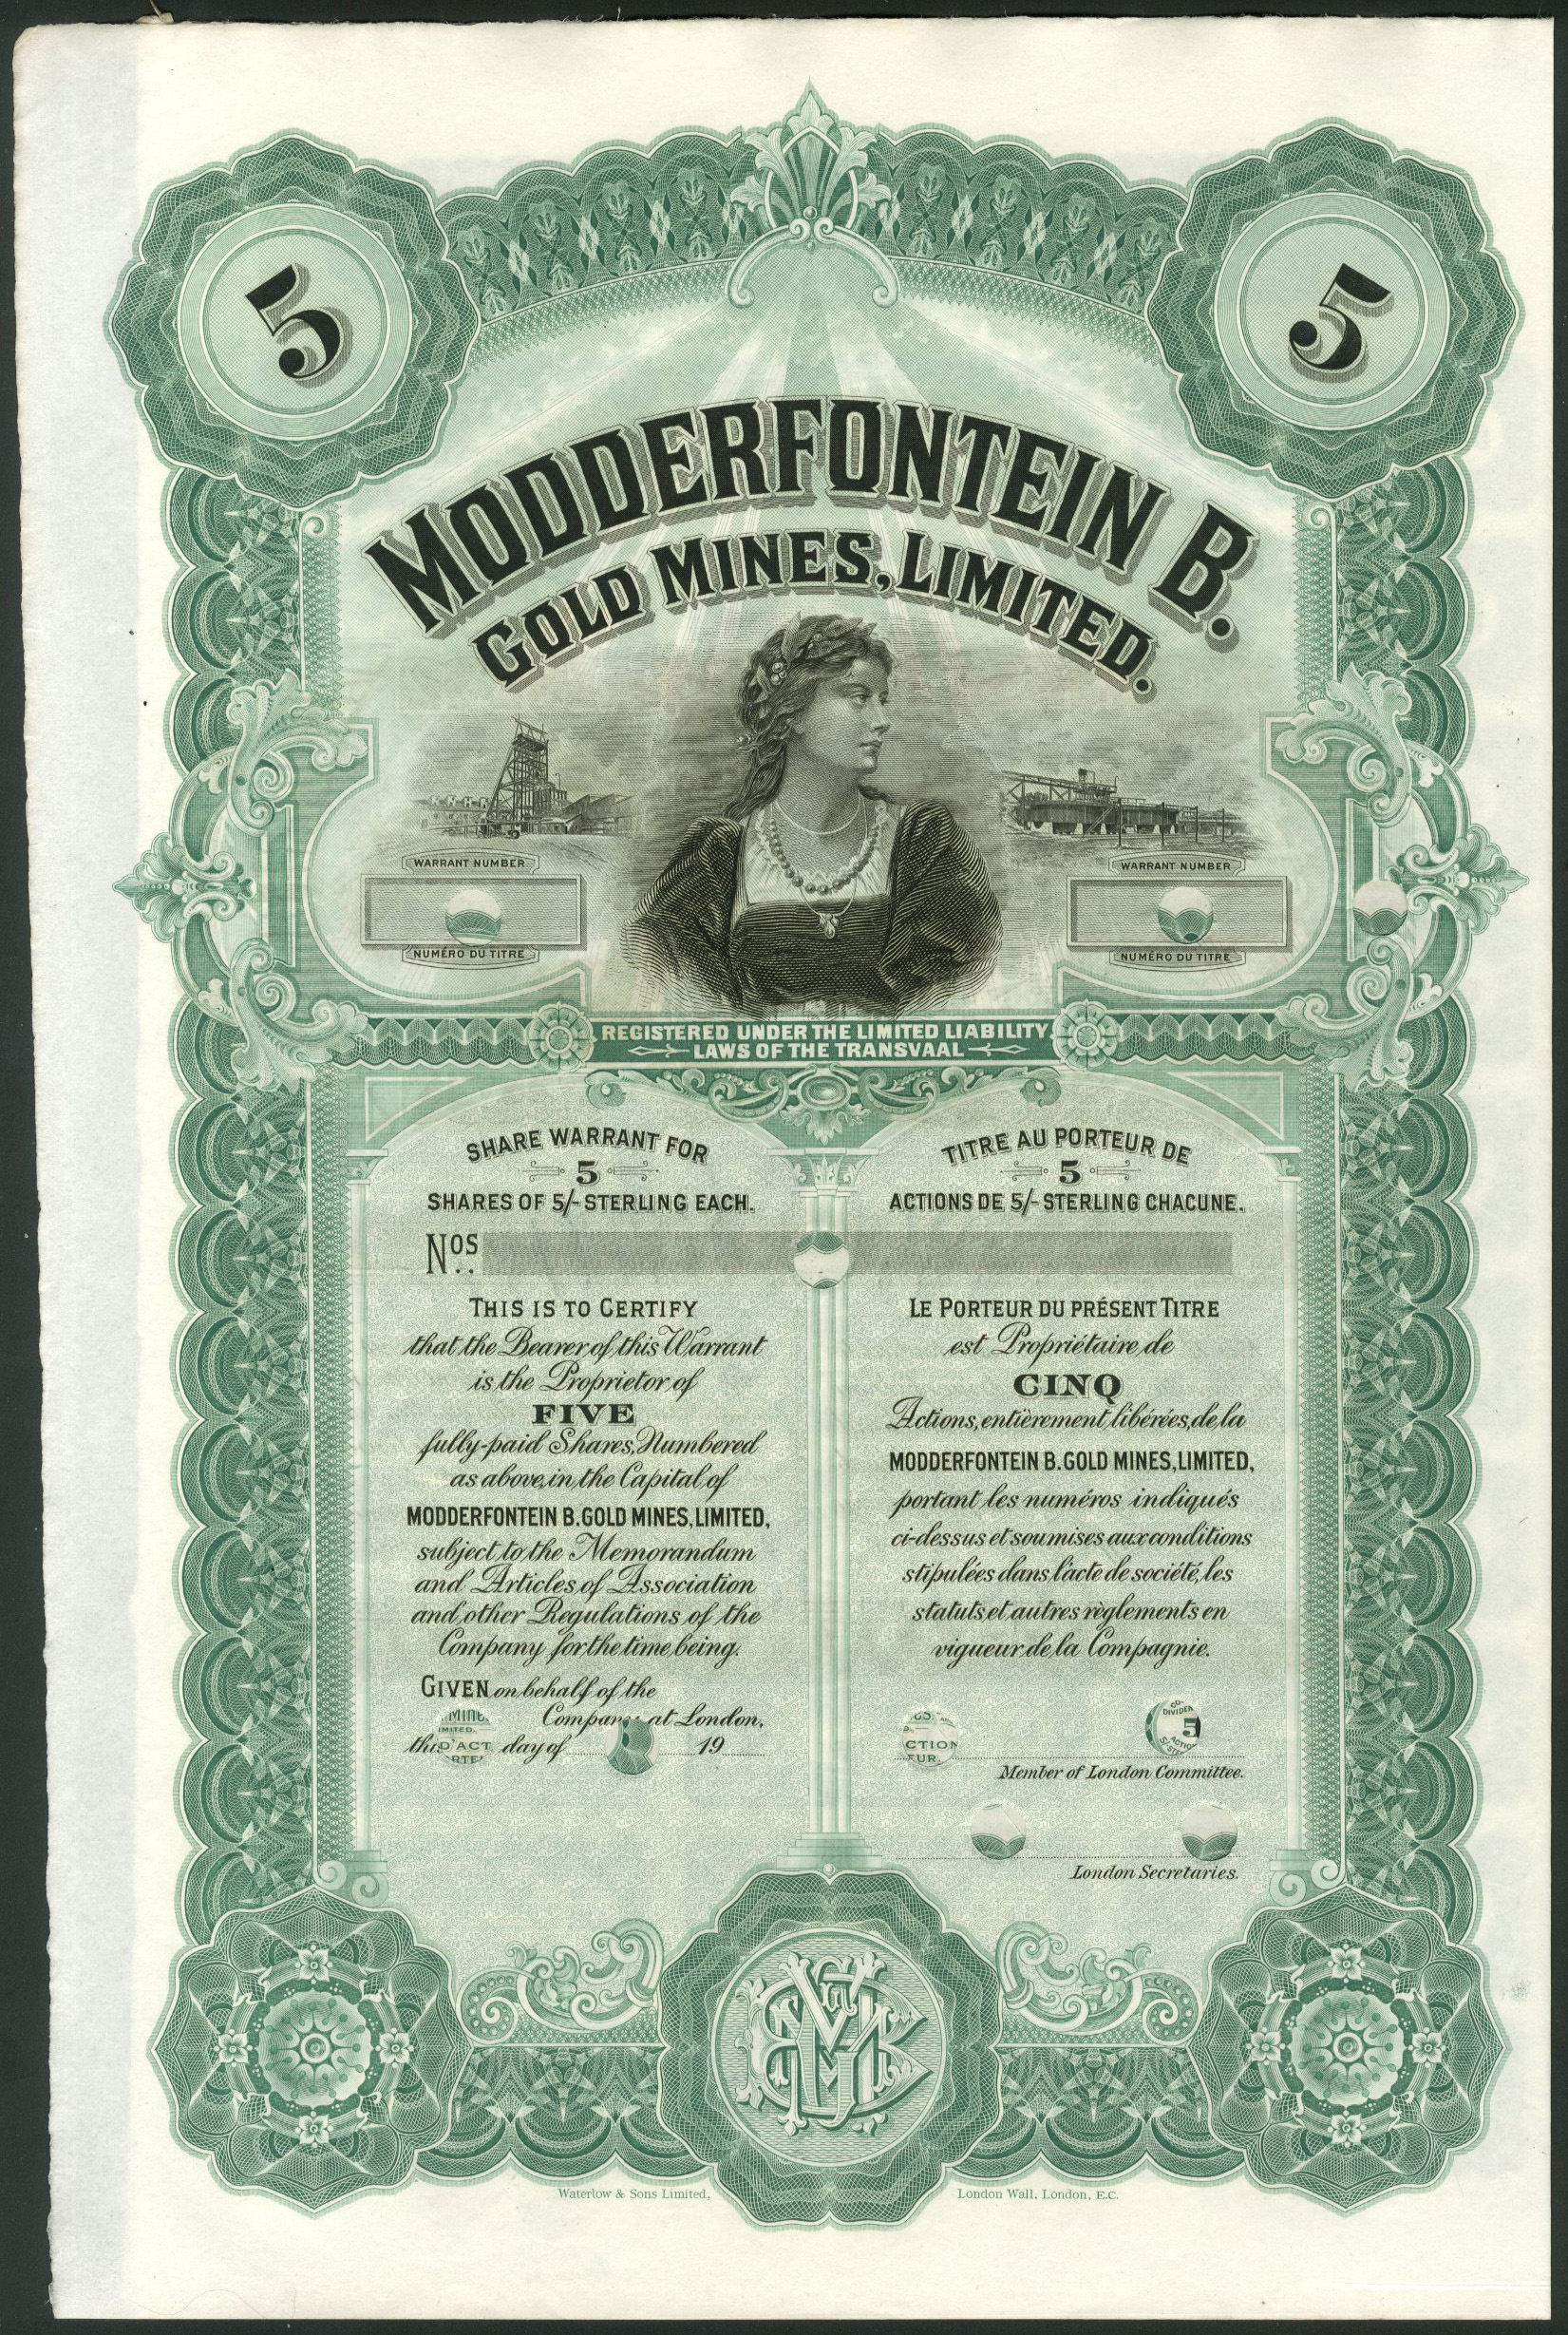 5
5
MODDERFONTEIN B.
GOLD MINES, LIMITED.
WARRANT NUMBER
NUMÉRO DU TITRE
WARRANT NUMBER
NUMÉRO DU TITRE
REGISTERED UNDER THE LIMITED LIABILITY
LAWS OF THE TRANSVAAL
SHARE WARRANT FOR
5
SHARES OF 5/- STERLING EACH.
Nos
THIS IS TO CERTIFY
that the Bearer of this Warrant
is the Proprietor of
FIVE
fully-paid Shares, Numbered
as above, in the Capital of
MODDERFONTEIN B. GOLD MINES, LIMITED,
subject to the Memorandum
and Articles of Association
and other Regulations of the
Company for the time being.
GIVEN on behalf of the
Company at London,
this day of 19
TITRE AU PORTEUR DE
5
ACTIONS DE 5/- STERLING CHACUNE.
LE PORTEUR DU PRÉSENT TITRE
est Propriétaire de
CINQ
Actions, entièrement libérées, de la
MODDERFONTEIN B. GOLD MINES, LIMITED,
portant les numéros indiqués
ci-dessus et soumises aux conditions
stipulées dans l'acte de société, les
statuts et autres règlements en
vigueur de la Compagnie.
Member of London Committee.
London Secretaries.
Waterlow & Sons Limited, London Wall, London, E.C.